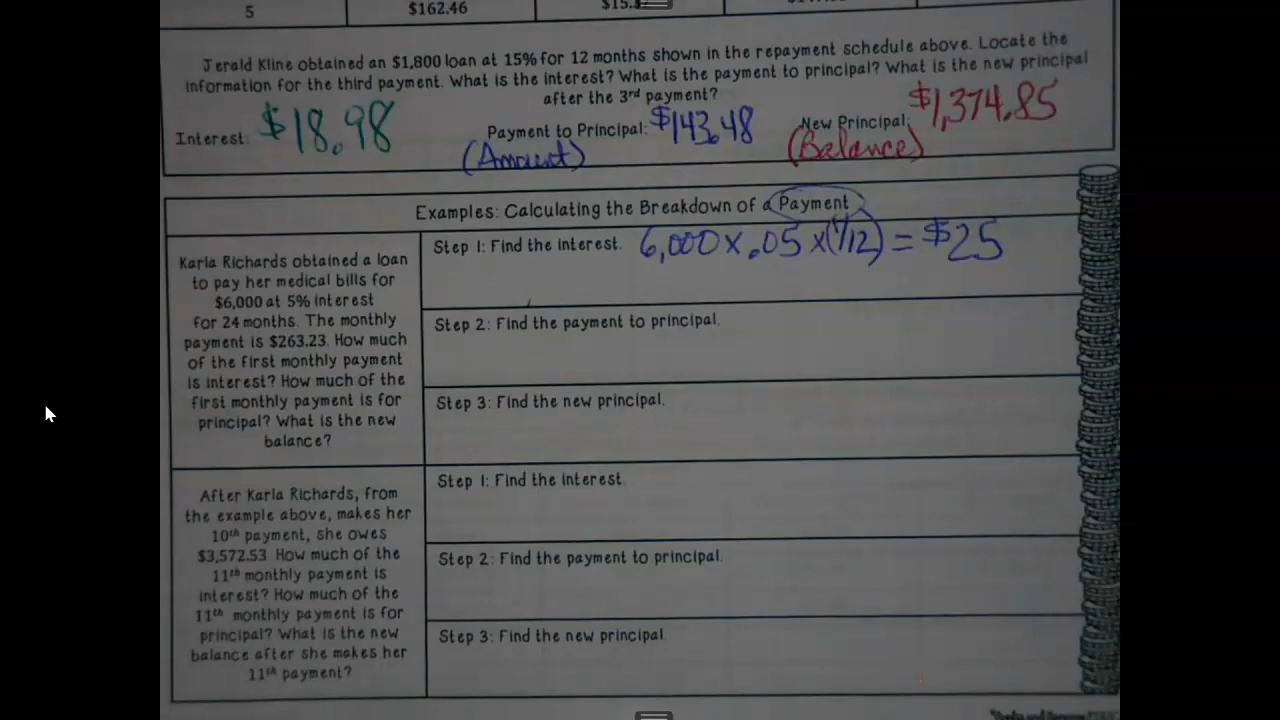 5 $162.46
Jerald Kline obtained an $1,800 loan at 15% for 12 months shown in the repayment schedule above. Locate the
information for the third payment. What is the interest? What is the payment to principal? What is the new principal
after the 3rd payment?
Interest: $18.98 Payment to Principal: $143.48 New Principal: $1,374.85
(Amount) (Balance)
Examples: Calculating the Breakdown of a Payment
Karla Richards obtained a loan
to pay her medical bills for
$6,000 at 5% interest
for 24 months. The monthly
payment is $263.23. How much
of the first monthly payment
is interest? How much of the
first monthly payment is for
principal? What is the new
balance?
Step 1: Find the interest. 6,000 x .05 x (1/12) = $25
Step 2: Find the payment to principal.
Step 3: Find the new principal.
After Karla Richards, from
the example above, makes her
10th payment, she owes
$3,572.53 How much of the
11th monthly payment is
interest? How much of the
11th monthly payment is for
principal? What is the new
balance after she makes her
11th payment?
Step 1: Find the interest.
Step 2: Find the payment to principal.
Step 3: Find the new principal.